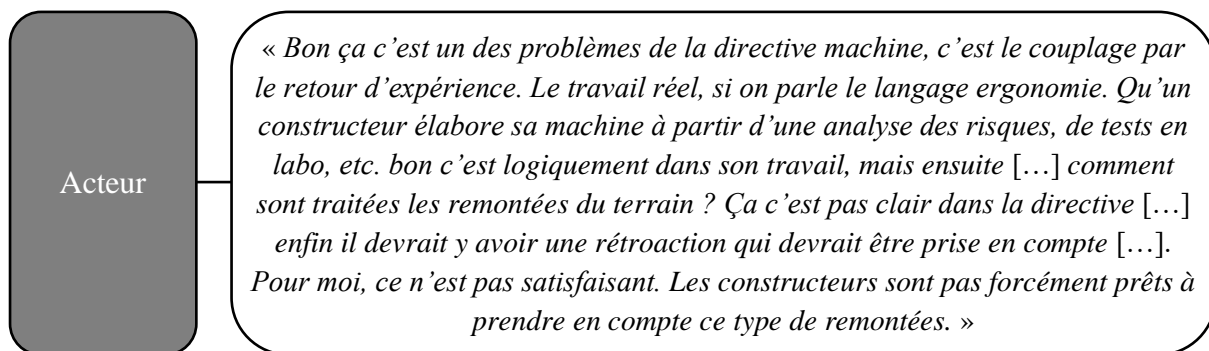 Acteur
« Bon ça c’est un des problèmes de la directive machine, c’est le couplage par
le retour d’expérience. Le travail réel, si on parle le langage ergonomie. Qu’un
constructeur élabore sa machine à partir d’une analyse des risques, de tests en
labo, etc. bon c’est logiquement dans son travail, mais ensuite […] comment
sont traitées les remontées du terrain ? Ça c’est pas clair dans la directive […]
enfin il devrait y avoir une rétroaction qui devrait être prise en compte […].
Pour moi, ce n’est pas satisfaisant. Les constructeurs sont pas forcément prêts à
prendre en compte ce type de remontées. »